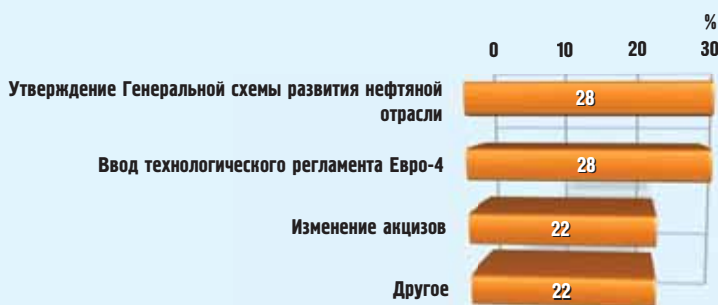 %
0 10 20 30
Утверждение Генеральной схемы развития нефтяной
отрасли
28
Ввод технологического регламента Евро-4
28
Изменение акцизов
22
Другое
22